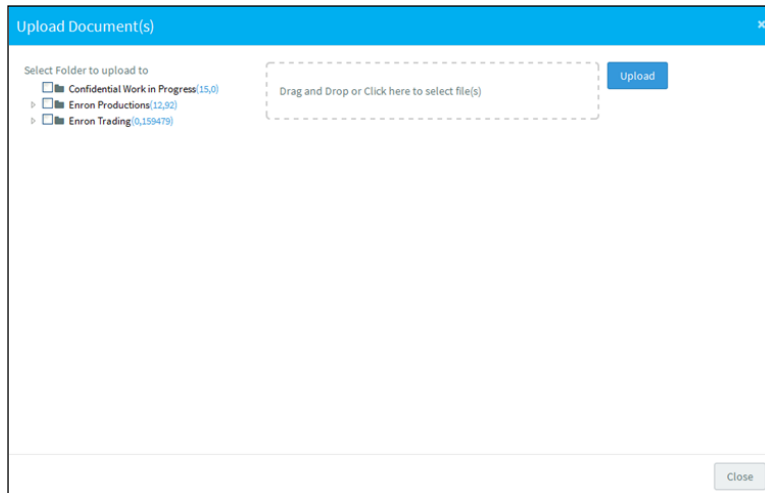 Upload Document(s)
Select Folder to upload to
Confidential Work in Progress(15,0)
Enron Productions(12,92)
Enron Trading(0,159479)
Drag and Drop or Click here to select file(s)
Upload
Close